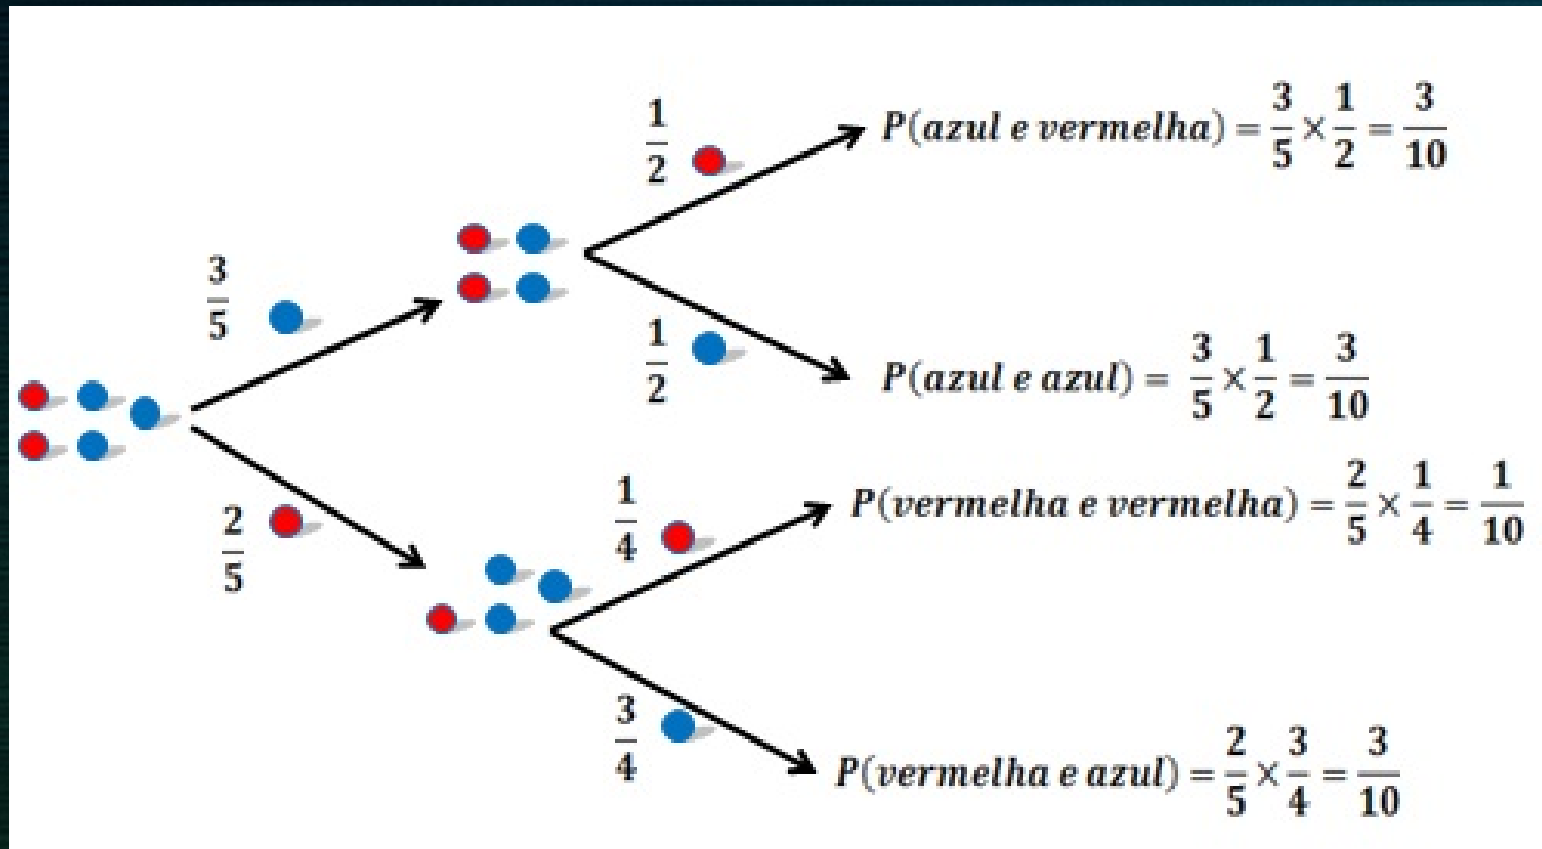 1/2
P(azul e vermelha) = 3/5 × 1/2 = 3/10
3/5
1/2
P(azul e azul) = 3/5 × 1/2 = 3/10
2/5
1/4
P(vermelha e vermelha) = 2/5 × 1/4 = 1/10
3/4
P(vermelha e azul) = 2/5 × 3/4 = 3/10